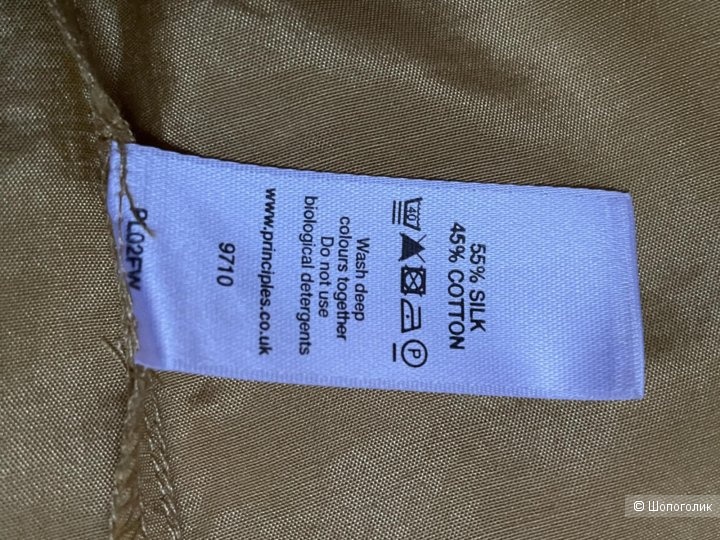 55% SILK
45% COTTON
40
P
Wash deep
colours together
Do not use
biological detergents
www.principles.co.uk
9710
PL02FW
© Шопоголик